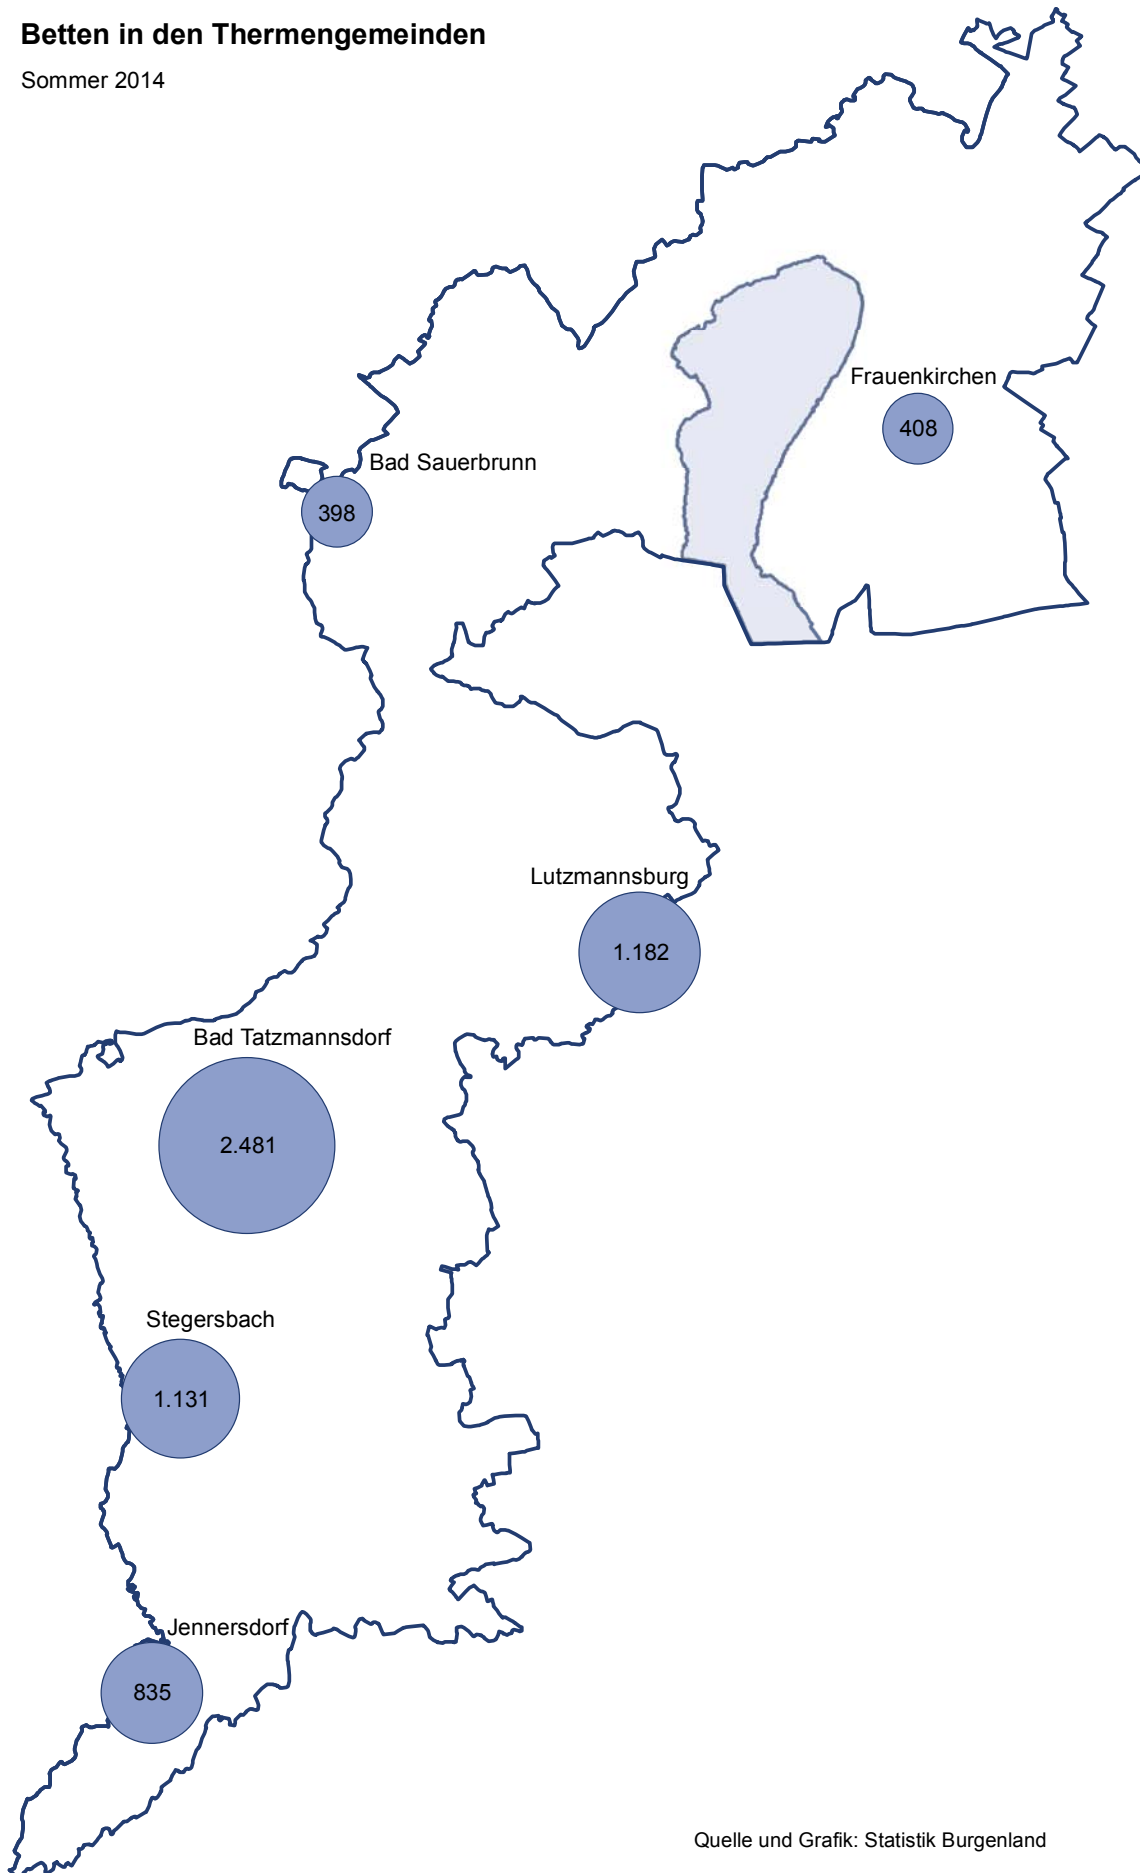 Betten in den Thermengemeinden
Sommer 2014
Frauenkirchen
408
Bad Sauerbrunn
398
Lutzmannsburg
1.182
Bad Tatzmannsdorf
2.481
Stegersbach
1.131
Jennersdorf
835
Quelle und Grafik: Statistik Burgenland